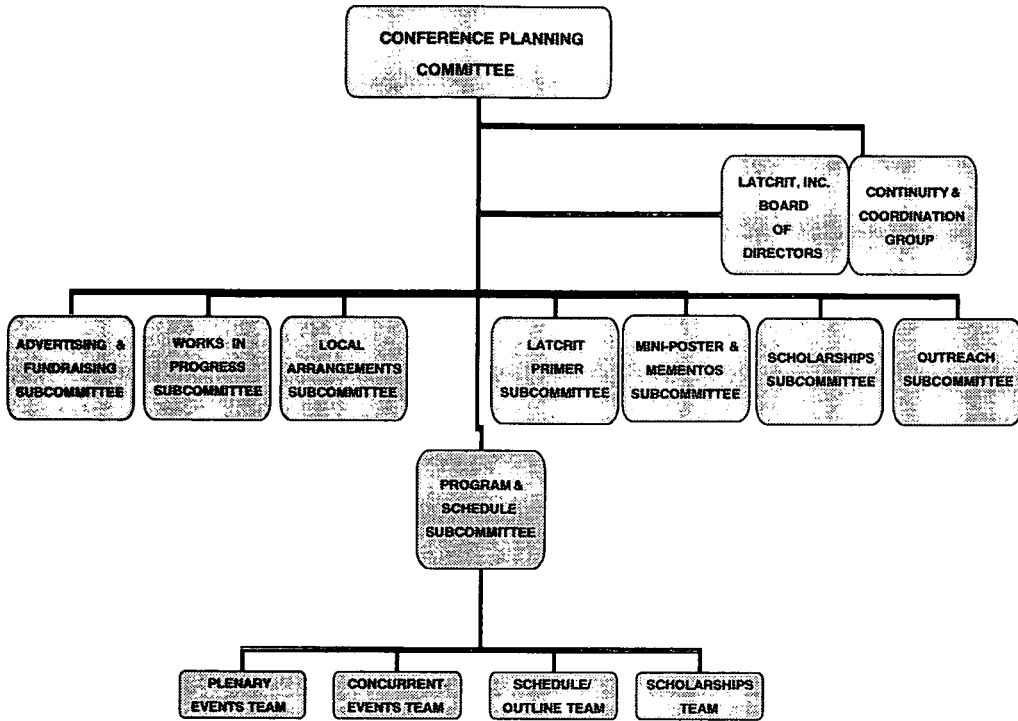 CONFERENCE PLANNING
COMMITTEE
LATCRIT, INC.
BOARD
OF
DIRECTORS
CONTINUITY &
COORDINATION
GROUP
ADVERTISING &
FUNDRAISING
SUBCOMMITTEE
WORKS IN
PROGRESS
SUBCOMMITTEE
LOCAL
ARRANGEMENTS
SUBCOMMITTEE
LATCRIT
PRIMER
SUBCOMMITTEE
MINI-POSTER &
MEMENTOS
SUBCOMMITTEE
SCHOLARSHIPS
SUBCOMMITTEE
OUTREACH
SUBCOMMITTEE
PROGRAM &
SCHEDULE
SUBCOMMITTEE
PLENARY
EVENTS TEAM
CONCURRENT
EVENTS TEAM
SCHEDULE/
OUTLINE TEAM
SCHOLARSHIPS
TEAM